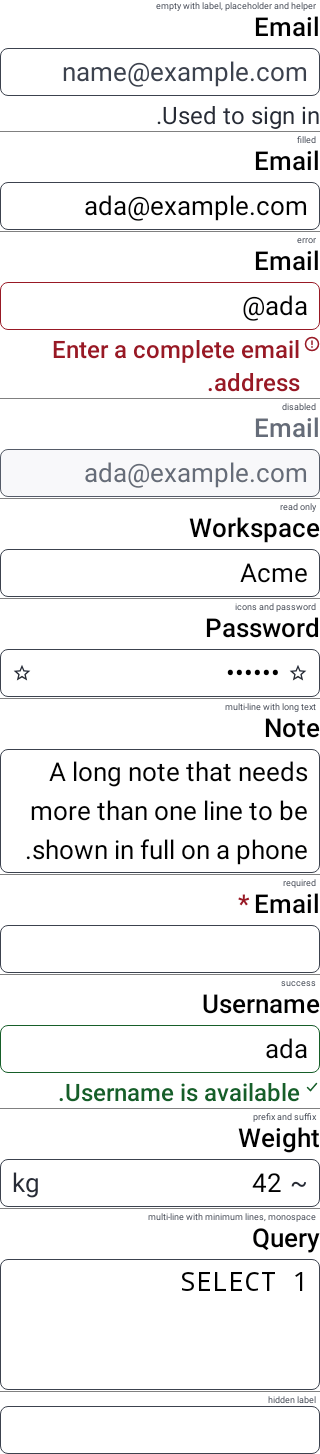 empty with label, placeholder and helper
Email
name@example.com
.Used to sign in
filled
Email
ada@example.com
error
Email
@ada
Enter a complete email
.address
disabled
Email
ada@example.com
read only
Workspace
Acme
icons and password
Password
••••••
multi-line with long text
Note
A long note that needs
more than one line to be
.shown in full on a phone
required
* Email
success
Username
ada
.Username is available
prefix and suffix
Weight
kg 42 ~
multi-line with minimum lines, monospace
Query
SELECT 1
hidden label